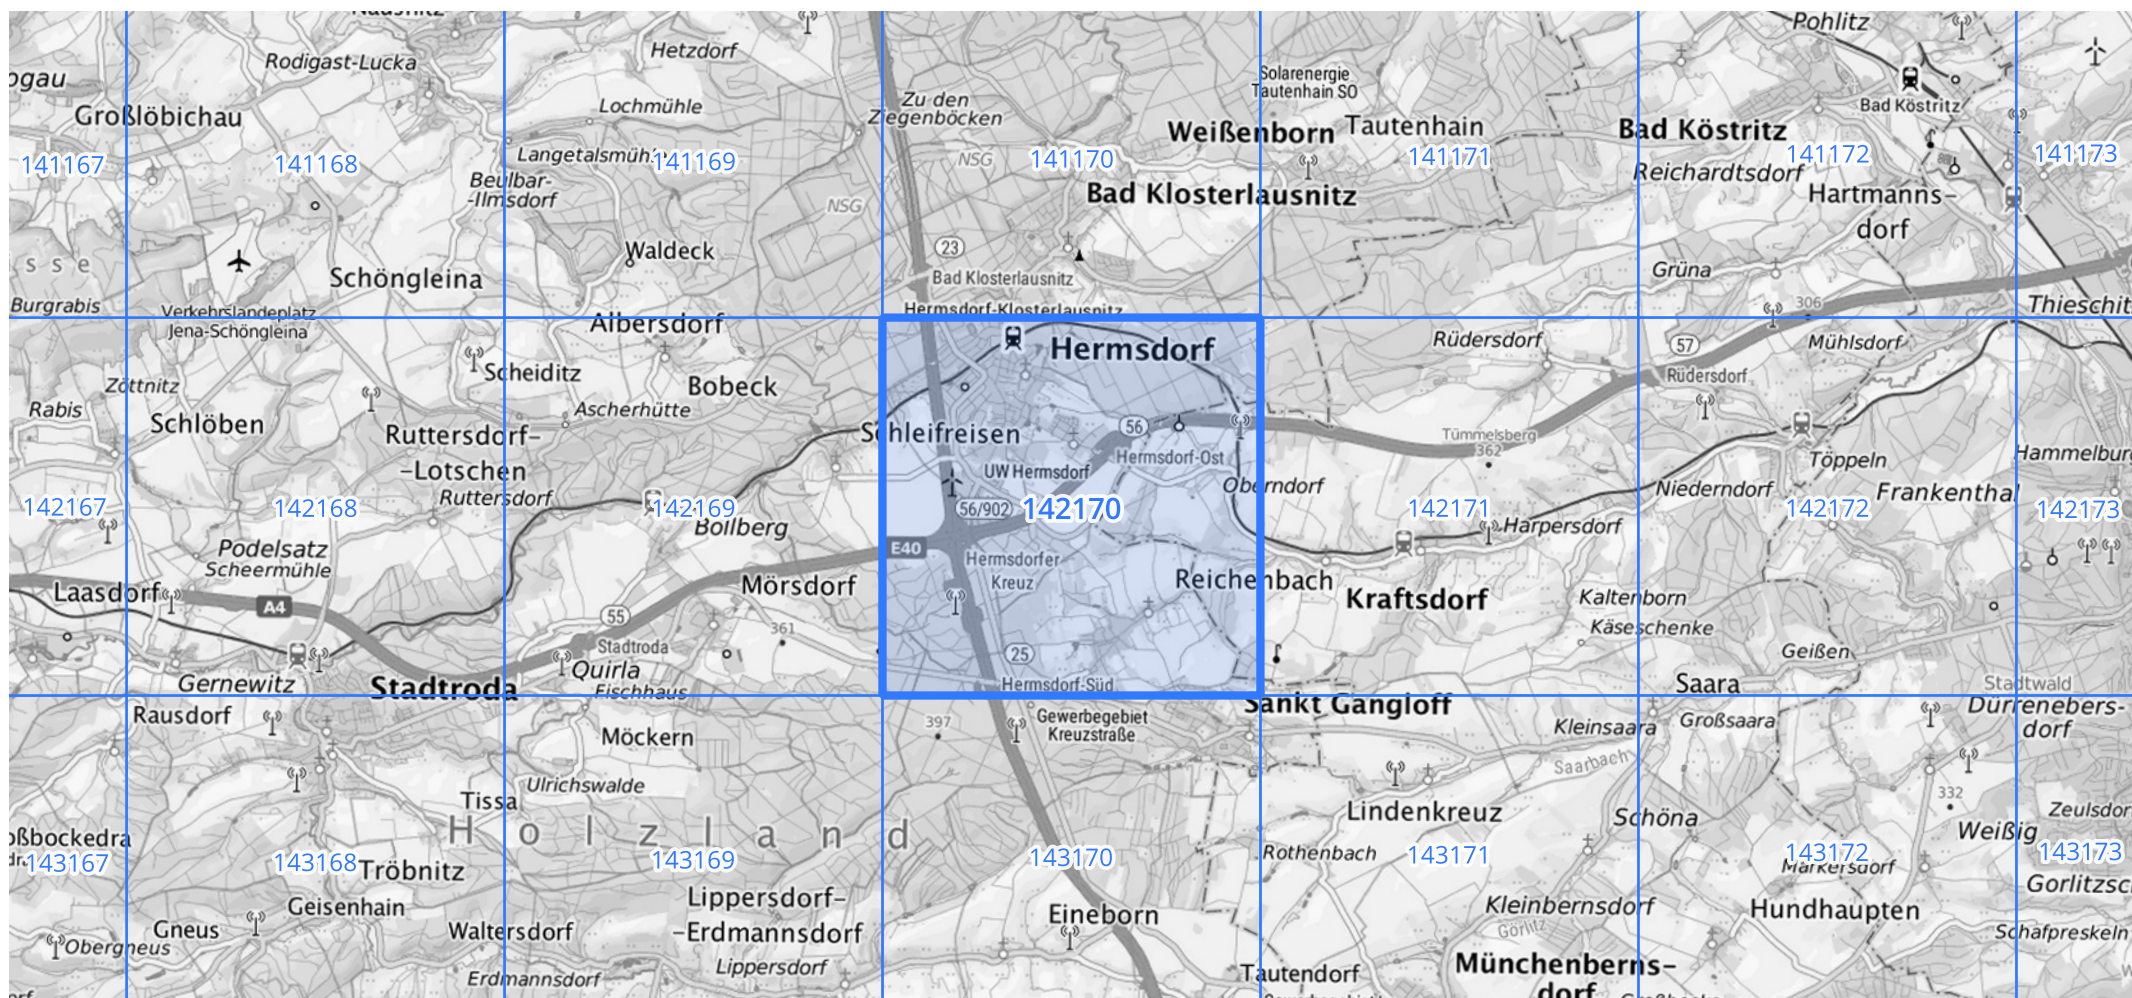 Rodigast-Lucka
Hetzdorf
Pohlitz
ogau
Großlöbichau
Lochmühle
Zu den
Ziegenböcken
Solarenergie
Tautenhain SO
Bad Köstritz
Weißenborn
Tautenhain
Bad Köstritz
141167
141168
Langetalsmühle
141169
NSG
141170
141171
141172
141173
Beulbar-
-Ilmsdorf
NSG
Bad Klosterlausnitz
Reichardtsdorf
Hartmanns-
dorf
s s e
Schöngleina
Waldeck
23
Bad Klosterlausnitz
Grüna
Burgrabis
Verkehrslandeplatz
Jena-Schöngleina
Hermsdorf-Klosterlausnitz
306
Thieschitz
Albersdorf
Zöttnitz
Scheiditz
Bobeck
Hermsdorf
Rüdersdorf
57
Rüdersdorf
Mühlsdorf
Rabis
Schlöben
Ascherhütte
Ruttersdorf-
-Lotschen
Schleifreisen
56
Hermsdorf-Ost
Tümmelsberg
362
Töppeln
Hammelburg
Ruttersdorf
UW Hermsdorf
Oberndorf
Niederndorf
Frankenthal
142167
142168
142169
56/902
142170
142171
142172
142173
Bollberg
Harpersdorf
Podelsatz
Scheermühle
E40
Hermsdorfer
Kreuz
Laasdorf
A4
55
Mörsdorf
Reichenbach
Kraftsdorf
Kaltenborn
Käseschenke
361
Stadtroda
Quirla
Fischhaus
25
Hermsdorf-Süd
Geißen
Gernewitz
Stadtroda
Saara
Stadtwald
Rausdorf
Möckern
397
Gewerbegebiet
Kreuzstraße
Sankt Gangloff
Kleinsaara
Großsaara
Dürrenebers-
dorf
Ulrichswalde
Saarbach
Tissa
332
H o l z l a n d
Lindenkreuz
Schöna
Weißig
Zeulsdor
oßbockedra
143167
143168
Tröbnitz
143169
143170
Rothenbach
143171
143172
Markersdorf
143173
Gorlitzsc
Geisenhain
Lippersdorf-
-Erdmannsdorf
Eineborn
Kleinbernsdorf
Görlitz
Hundhaupten
Gneus
Obergneus
Waltersdorf
Schafpreskeln
Erdmannsdorf
Lippersdorf
Tautendorf
Münchenberns-
dorf